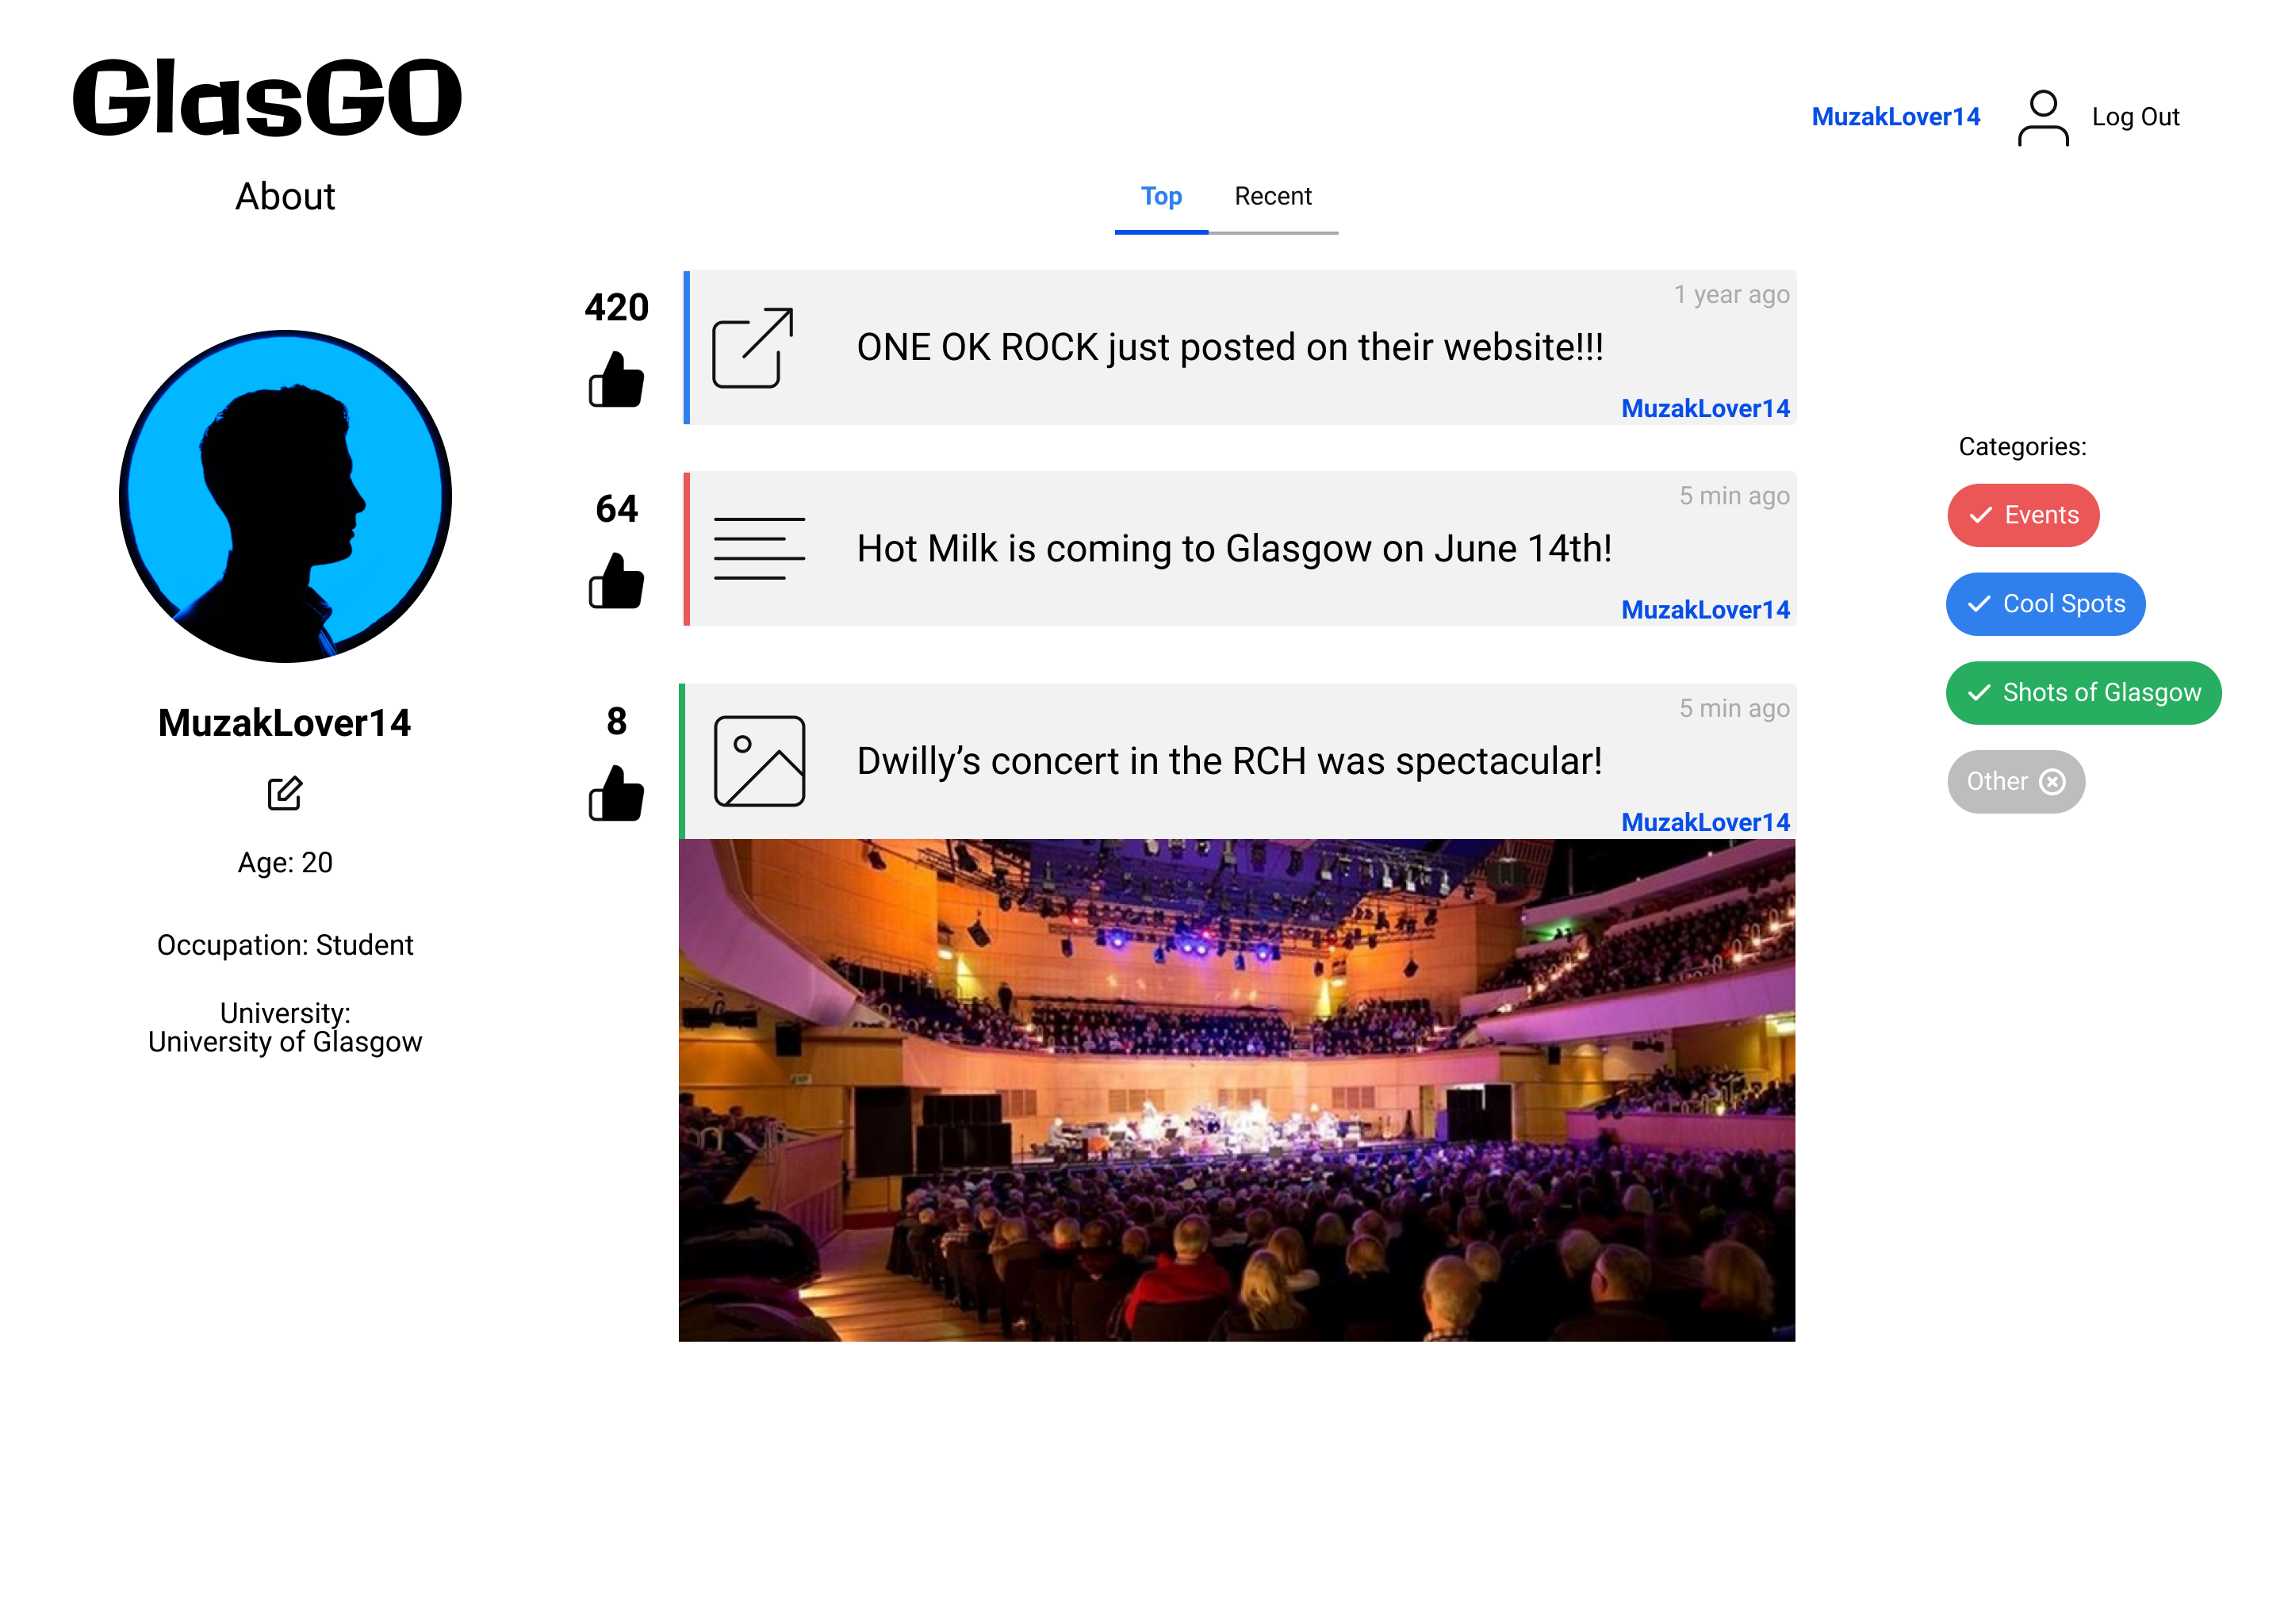 GlasGO
MuzakLover14
Log Out
About
Top
Recent
420
1 year ago
ONE OK ROCK just posted on their website!!!
MuzakLover14
64
5 min ago
Hot Milk is coming to Glasgow on June 14th!
MuzakLover14
8
5 min ago
Dwilly’s concert in the RCH was spectacular!
MuzakLover14
MuzakLover14
Age: 20
Occupation: Student
University:
University of Glasgow
Categories:
Events
Cool Spots
Shots of Glasgow
Other